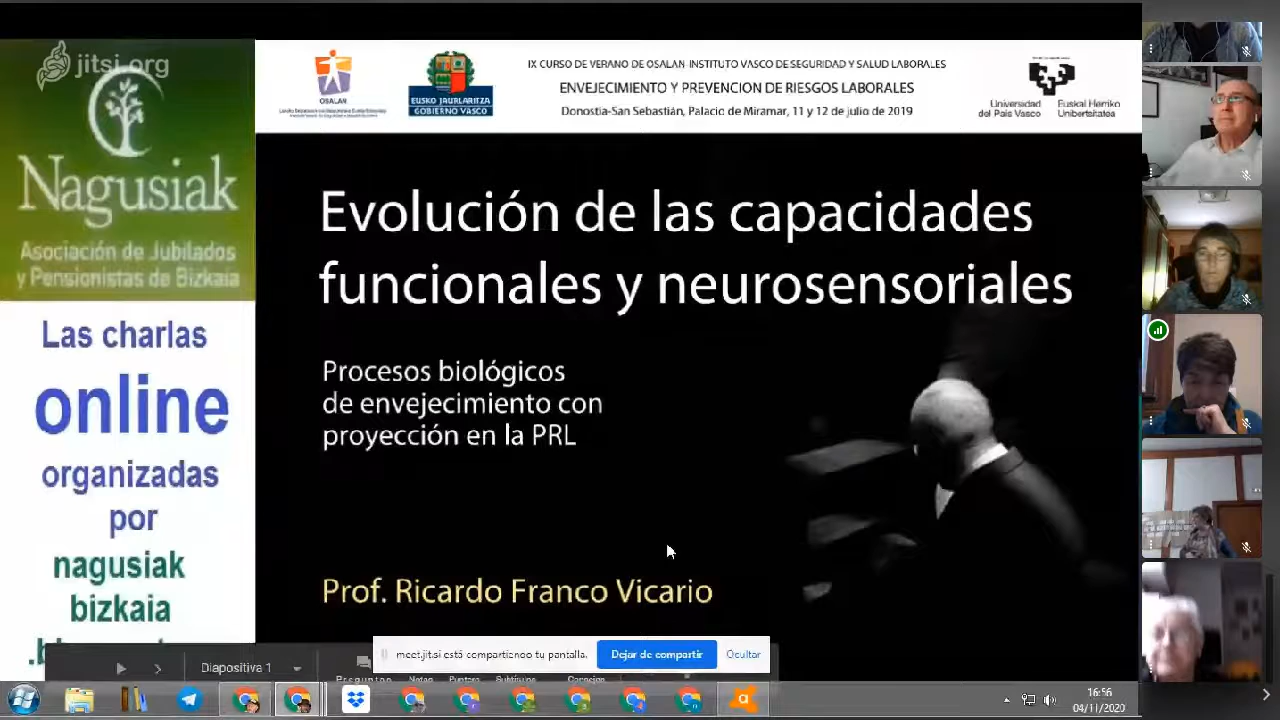 jitsi.org
Nagusiak
Asociación de Jubilados
y Pensionistas de Bizkaia
Las charlas
online
organizadas
por
nagusiak
bizkaia
OSALAN
EUSKO JAURLARITZA
GOBIERNO VASCO
IX CURSO DE VERANO DE OSALAN-INSTITUTO VASCO DE SEGURIDAD Y SALUD LABORALES
ENVEJECIMIENTO Y PREVENCION DE RIESGOS LABORALES
Donostia-San Sebastián, Palacio de Miramar, 11 y 12 de julio de 2019
Universidad Euskal Herriko
del País Vasco Unibertsitatea
Evolución de las capacidades
funcionales y neurosensoriales
Procesos biológicos
de envejecimiento con
proyección en la PRL
Prof. Ricardo Franco Vicario
meet.jit.si está compartiendo tu pantalla.
Dejar de compartir
Ocultar
Diapositiva 1
16:56
04/11/2020